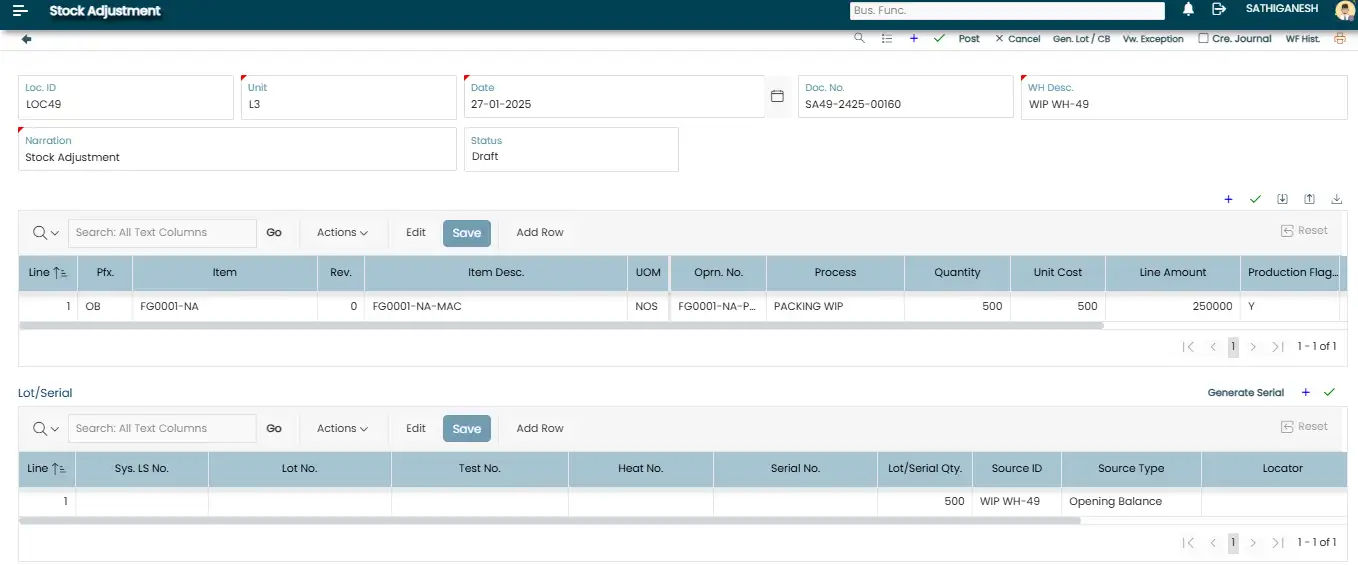 Stock Adjustment
Bus. Func.
SATHIGANESH
Post Cancel Gen. Lot / CB Vw. Exception Cre. Journal WF Hist.
Loc. ID Unit Date Doc. No. WH Desc.
LOC49 L3 27-01-2025 SA49-2425-00160 WIP WH-49
Narration Status
Stock Adjustment Draft
Search: All Text Columns Go Actions Edit Save Add Row Reset
Line Pfx. Item Rev. Item Desc. UOM Oprn. No. Process Quantity Unit Cost Line Amount Production Flag...
1 OB FG0001-NA 0 FG0001-NA-MAC NOS FG0001-NA-P... PACKING WIP 500 500 250000 Y
1 1 - 1 of 1
Lot/Serial Generate Serial
Search: All Text Columns Go Actions Edit Save Add Row Reset
Line Sys. LS No. Lot No. Test No. Heat No. Serial No. Lot/Serial Qty. Source ID Source Type Locator
1 500 WIP WH-49 Opening Balance
1 1 - 1 of 1